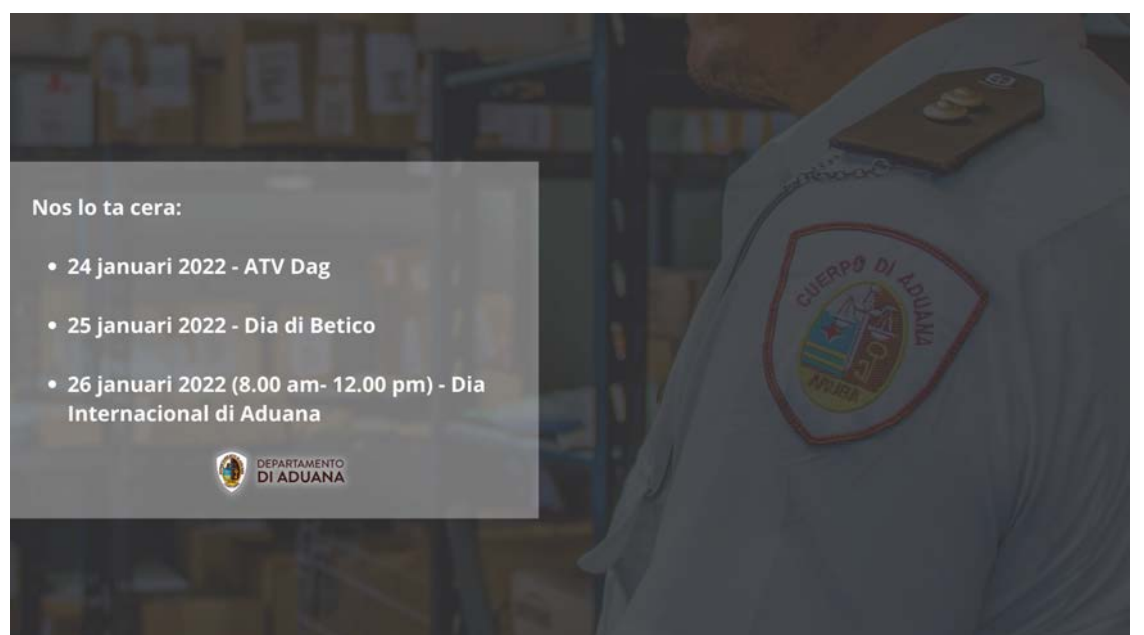 Nos lo ta cera:
• 24 januari 2022 - ATV Dag
• 25 januari 2022 - Dia di Betico
• 26 januari 2022 (8.00 am- 12.00 pm) - Dia
Internacional di Aduana
DEPARTAMENTO
DI ADUANA
CUERPO DI ADUANA
ARUBA